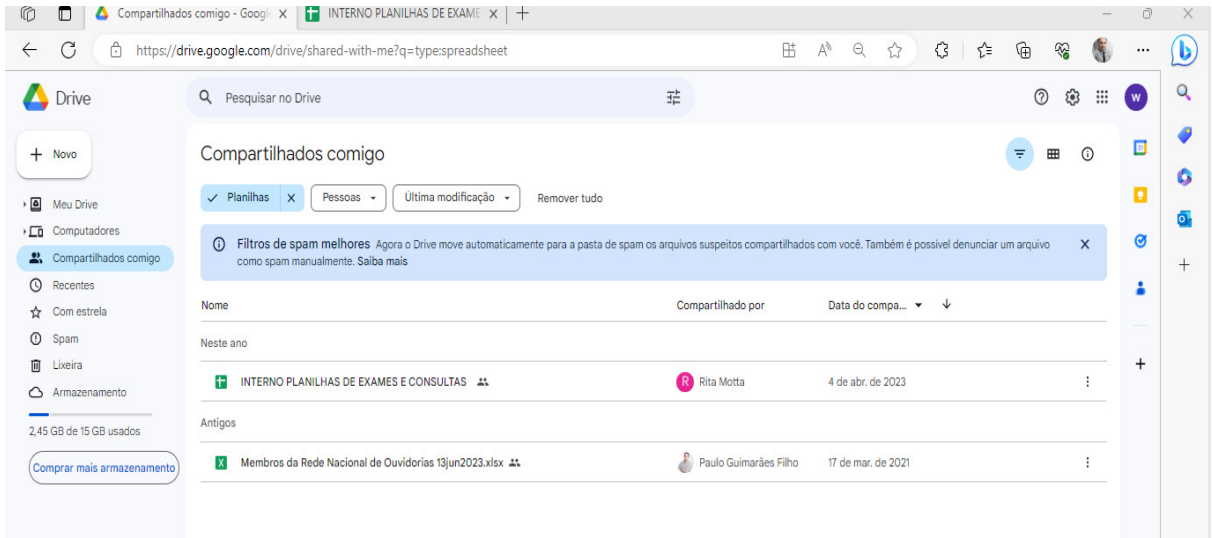 Compartilhados comigo - Googl
INTERNO PLANILHAS DE EXAME
https://drive.google.com/drive/shared-with-me?q=type:spreadsheet
Drive
Pesquisar no Drive
W
Novo
Compartilhados comigo
Planilhas
Pessoas
Última modificação
Remover tudo
Meu Drive
Computadores
Compartilhados comigo
Recentes
Com estrela
Spam
Lixeira
Armazenamento
2,45 GB de 15 GB usados
Comprar mais armazenamento
Filtros de spam melhores Agora o Drive move automaticamente para a pasta de spam os arquivos suspeitos compartilhados com você. Também é possível denunciar um arquivo
como spam manualmente. Saiba mais
Nome Compartilhado por Data do compa...
Neste ano
INTERNO PLANILHAS DE EXAMES E CONSULTAS R Rita Motta 4 de abr. de 2023
Antigos
X Membros da Rede Nacional de Ouvidorias 13jun2023.xlsx Paulo Guimarães Filho 17 de mar. de 2021